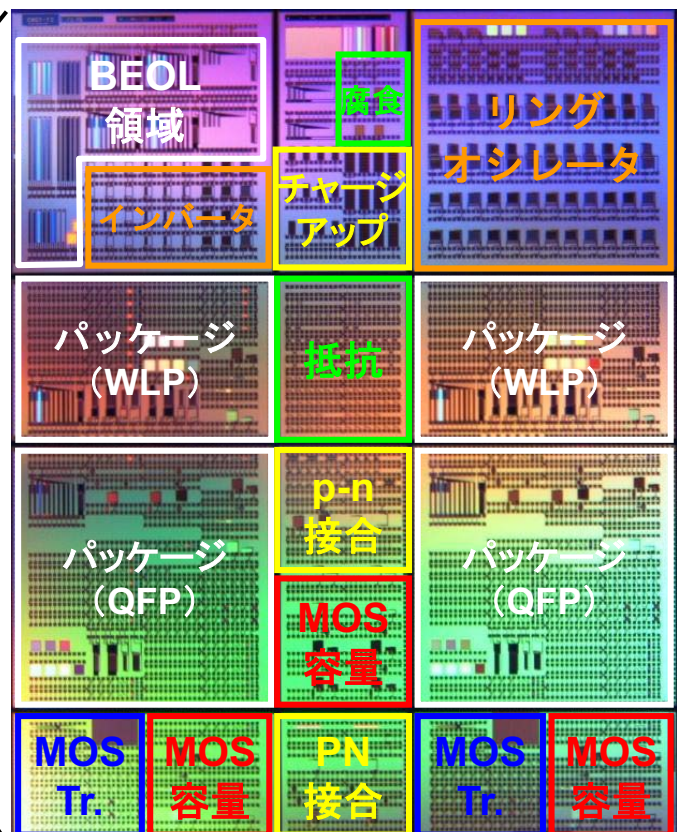 BEOL
領域
腐食
リング
オシレータ
インバータ
チャージ
アップ
パッケージ
（WLP）
抵抗
パッケージ
（WLP）
p-n
接合
パッケージ
（QFP）
パッケージ
（QFP）
MOS
容量
MOS
Tr.
MOS
容量
PN
接合
MOS
Tr.
MOS
容量